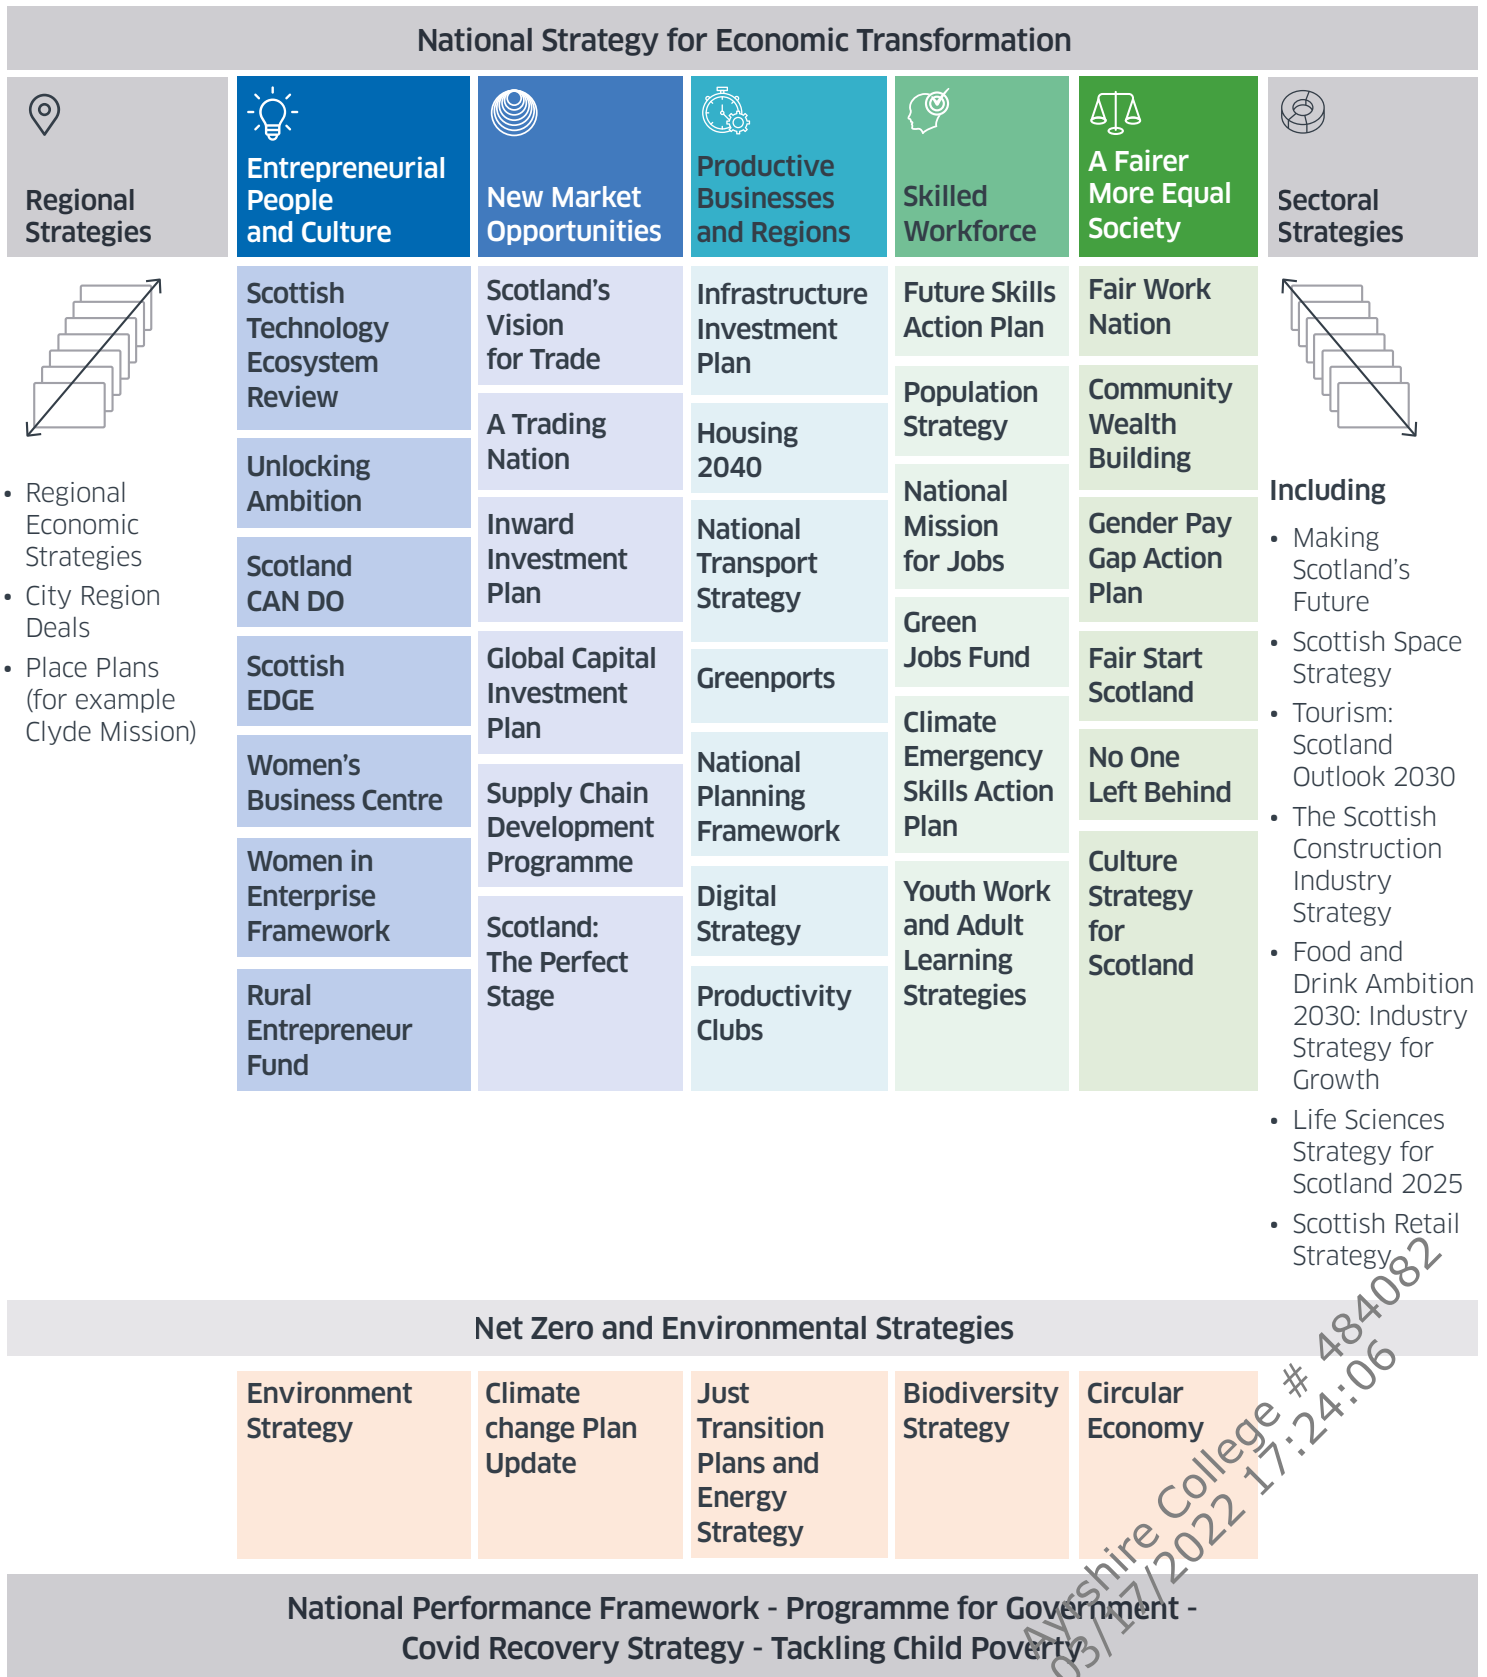 National Strategy for Economic Transformation
Regional
Strategies
Entrepreneurial
People
and Culture
New Market
Opportunities
Productive
Businesses
and Regions
Skilled
Workforce
A Fairer
More Equal
Society
Sectoral
Strategies
• Regional
Economic
Strategies
• City Region
Deals
• Place Plans
(for example
Clyde Mission)
Scottish
Technology
Ecosystem
Review
Unlocking
Ambition
Scotland
CAN DO
Scottish
EDGE
Women's
Business Centre
Women in
Enterprise
Framework
Rural
Entrepreneur
Fund
Scotland's
Vision
for Trade
A Trading
Nation
Inward
Investment
Plan
Global Capital
Investment
Plan
Supply Chain
Development
Programme
Scotland:
The Perfect
Stage
Infrastructure
Investment
Plan
Housing
2040
National
Transport
Strategy
Greenports
National
Planning
Framework
Digital
Strategy
Productivity
Clubs
Future Skills
Action Plan
Population
Strategy
National
Mission
for Jobs
Green
Jobs Fund
Climate
Emergency
Skills Action
Plan
Youth Work
and Adult
Learning
Strategies
Fair Work
Nation
Community
Wealth
Building
Gender Pay
Gap Action
Plan
Fair Start
Scotland
No One
Left Behind
Culture
Strategy
for
Scotland
Including
• Making
Scotland's
Future
• Scottish Space
Strategy
• Tourism:
Scotland
Outlook 2030
• The Scottish
Construction
Industry
Strategy
• Food and
Drink Ambition
2030: Industry
Strategy for
Growth
• Life Sciences
Strategy for
Scotland 2025
• Scottish Retail
Strategy
Net Zero and Environmental Strategies
Environment
Strategy
Climate
change Plan
Update
Just
Transition
Plans and
Energy
Strategy
Biodiversity
Strategy
Circular
Economy
National Performance Framework - Programme for Government -
Covid Recovery Strategy - Tackling Child Poverty
Ayrshire College # 484082
03/17/2022 17:24:06